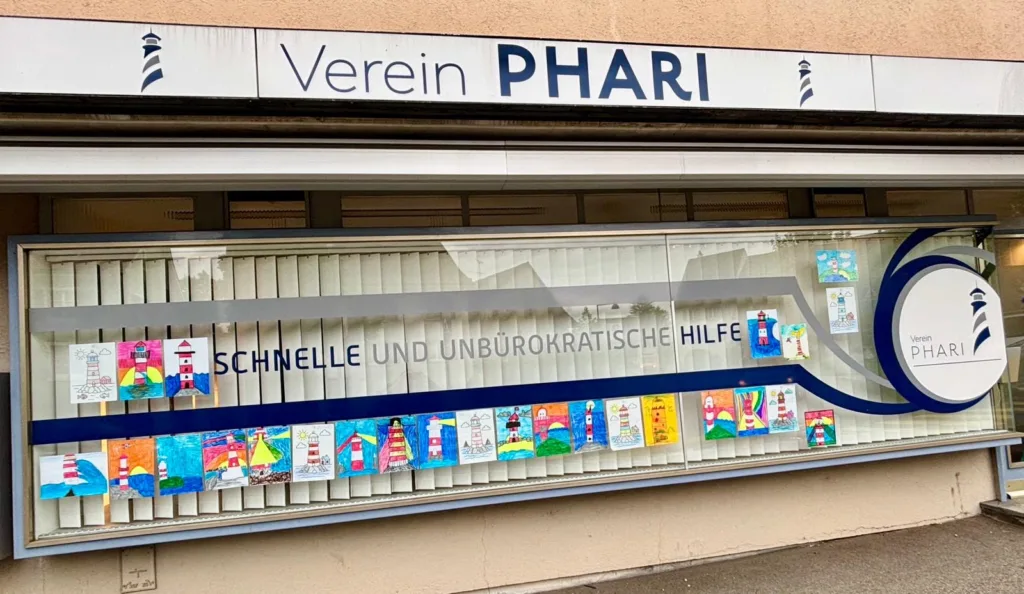 Verein PHARI
SCHNELLE UND UNBÜROKRATISCHE HILFE
Verein
PHARI